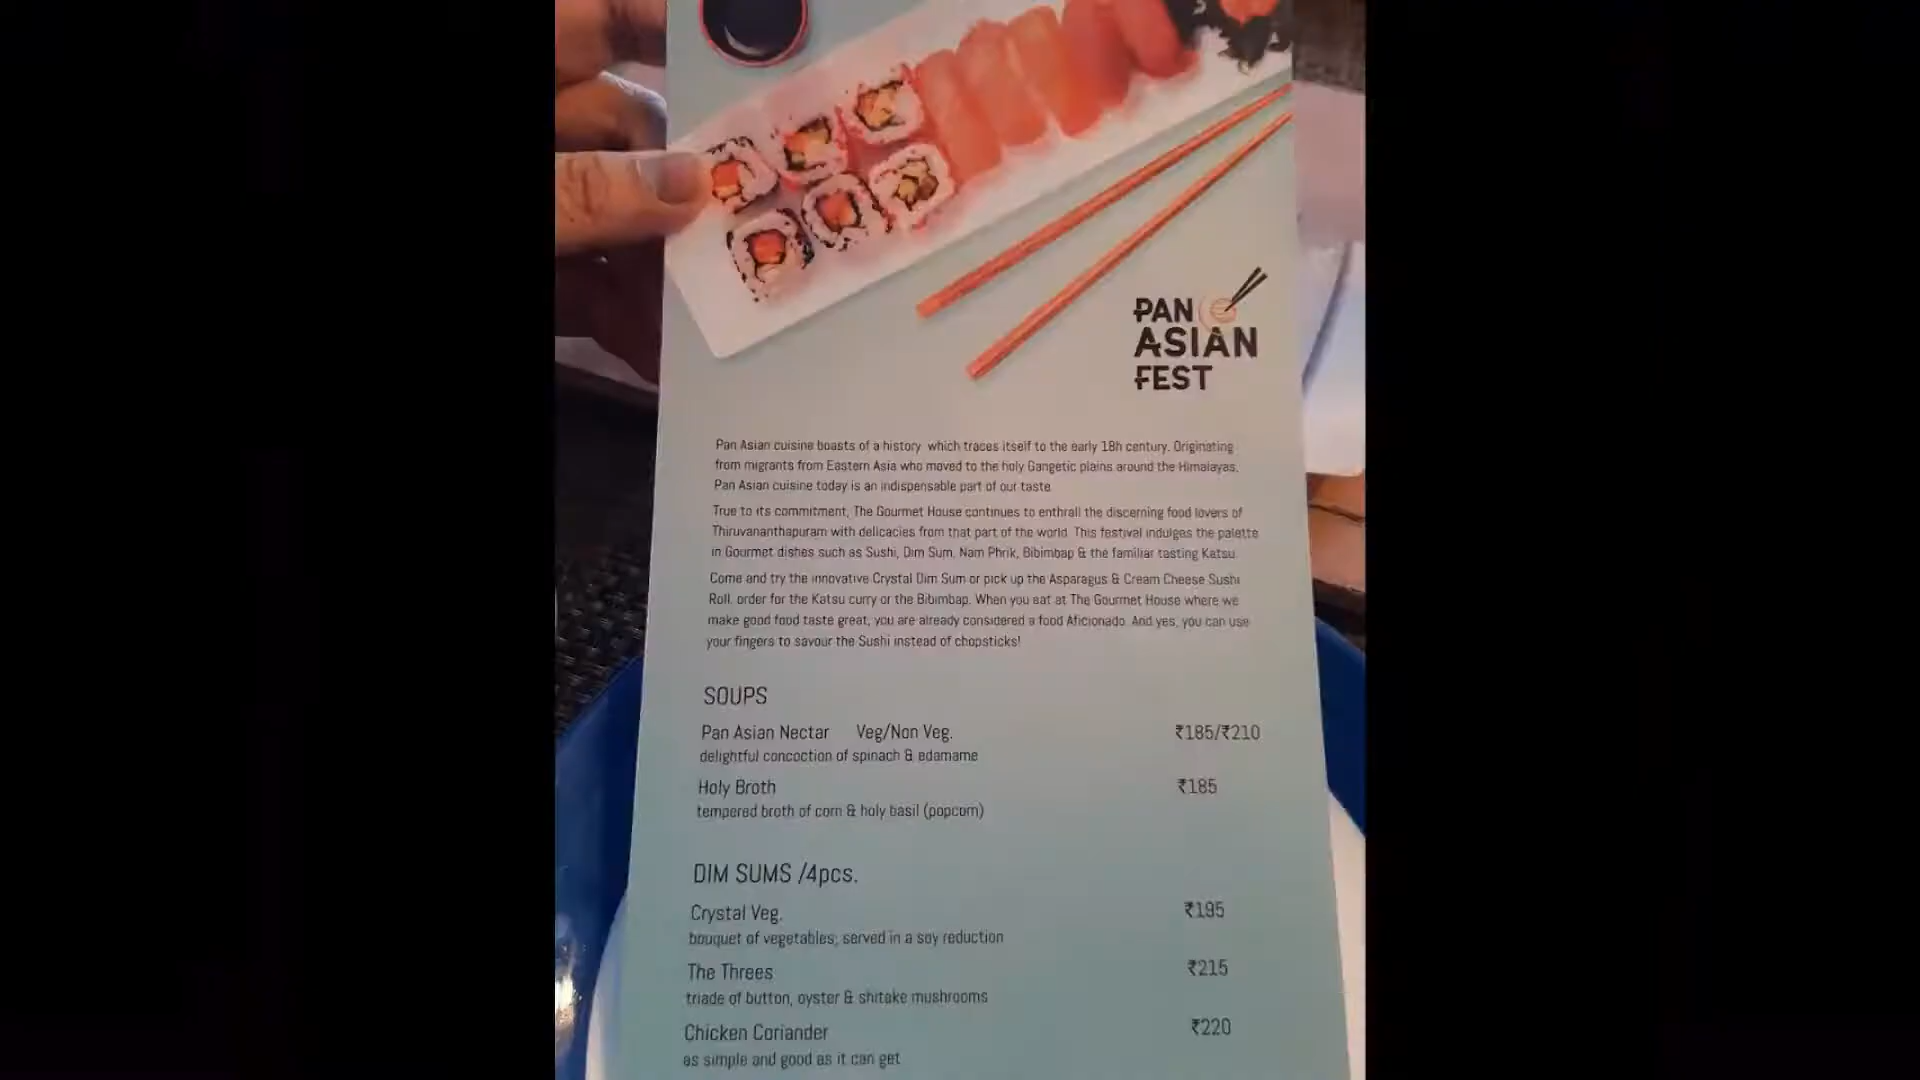 PAN
ASIAN
FEST
Pan Asian cuisine boasts of a history which traces itself to the early 18h century. Originating
from migrants from Eastern Asia who moved to the holy Gangetic plains around the Himalayas,
Pan Asian cuisine today is an indispensable part of our taste
True to its commitment, The Gourmet House continues to enthrall the discerning food lovers of
Thiruvananthapuram with delicacies from that part of the world. This festival indulges the palette
in Gourmet dishes such as Sushi, Dim Sum, Nam Phrik, Bibimbap & the familiar tasting Katsu.
Come and try the innovative Crystal Dim Sum or pick up the Asparagus & Cream Cheese Sushi
Roll, order for the Katsu curry or the Bibimbap. When you eat at The Gourmet House where we
make good food taste great, you are already considered a food Aficionado. And yes, you can use
your fingers to savour the Sushi instead of chopsticks!
SOUPS
Pan Asian Nectar Veg/Non Veg. ₹185/₹210
delightful concoction of spinach & edamame
Holy Broth ₹185
tempered broth of corn & holy basil (popcorn)
DIM SUMS /4pcs.
Crystal Veg. ₹195
bouquet of vegetables; served in a soy reduction
The Threes ₹215
triade of button, oyster & shitake mushrooms
Chicken Coriander ₹220
as simple and good as it can get